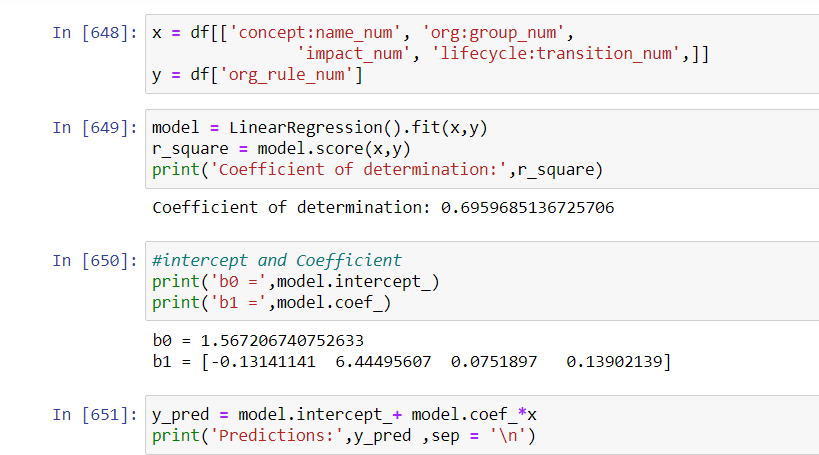 In [648]: x = df[['concept:name_num', 'org:group_num',
'impact_num', 'lifecycle:transition_num',]]
y = df['org_rule_num']
In [649]: model = LinearRegression().fit(x,y)
r_square = model.score(x,y)
print('Coefficient of determination:',r_square)
Coefficient of determination: 0.6959685136725706
In [650]: #intercept and Coefficient
print('b0 =',model.intercept_)
print('b1 =',model.coef_)
b0 = 1.567206740752633
b1 = [-0.13141141  6.44495607  0.0751897   0.13902139]
In [651]: y_pred = model.intercept_+ model.coef_*x
print('Predictions:',y_pred ,sep = '\n')